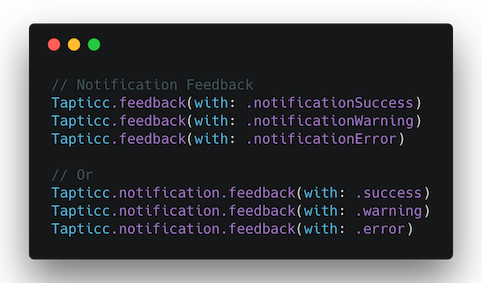 // Notification Feedback
Tapticc.feedback(with: .notificationSuccess)
Tapticc.feedback(with: .notificationWarning)
Tapticc.feedback(with: .notificationError)
// Or
Tapticc.notification.feedback(with: .success)
Tapticc.notification.feedback(with: .warning)
Tapticc.notification.feedback(with: .error)